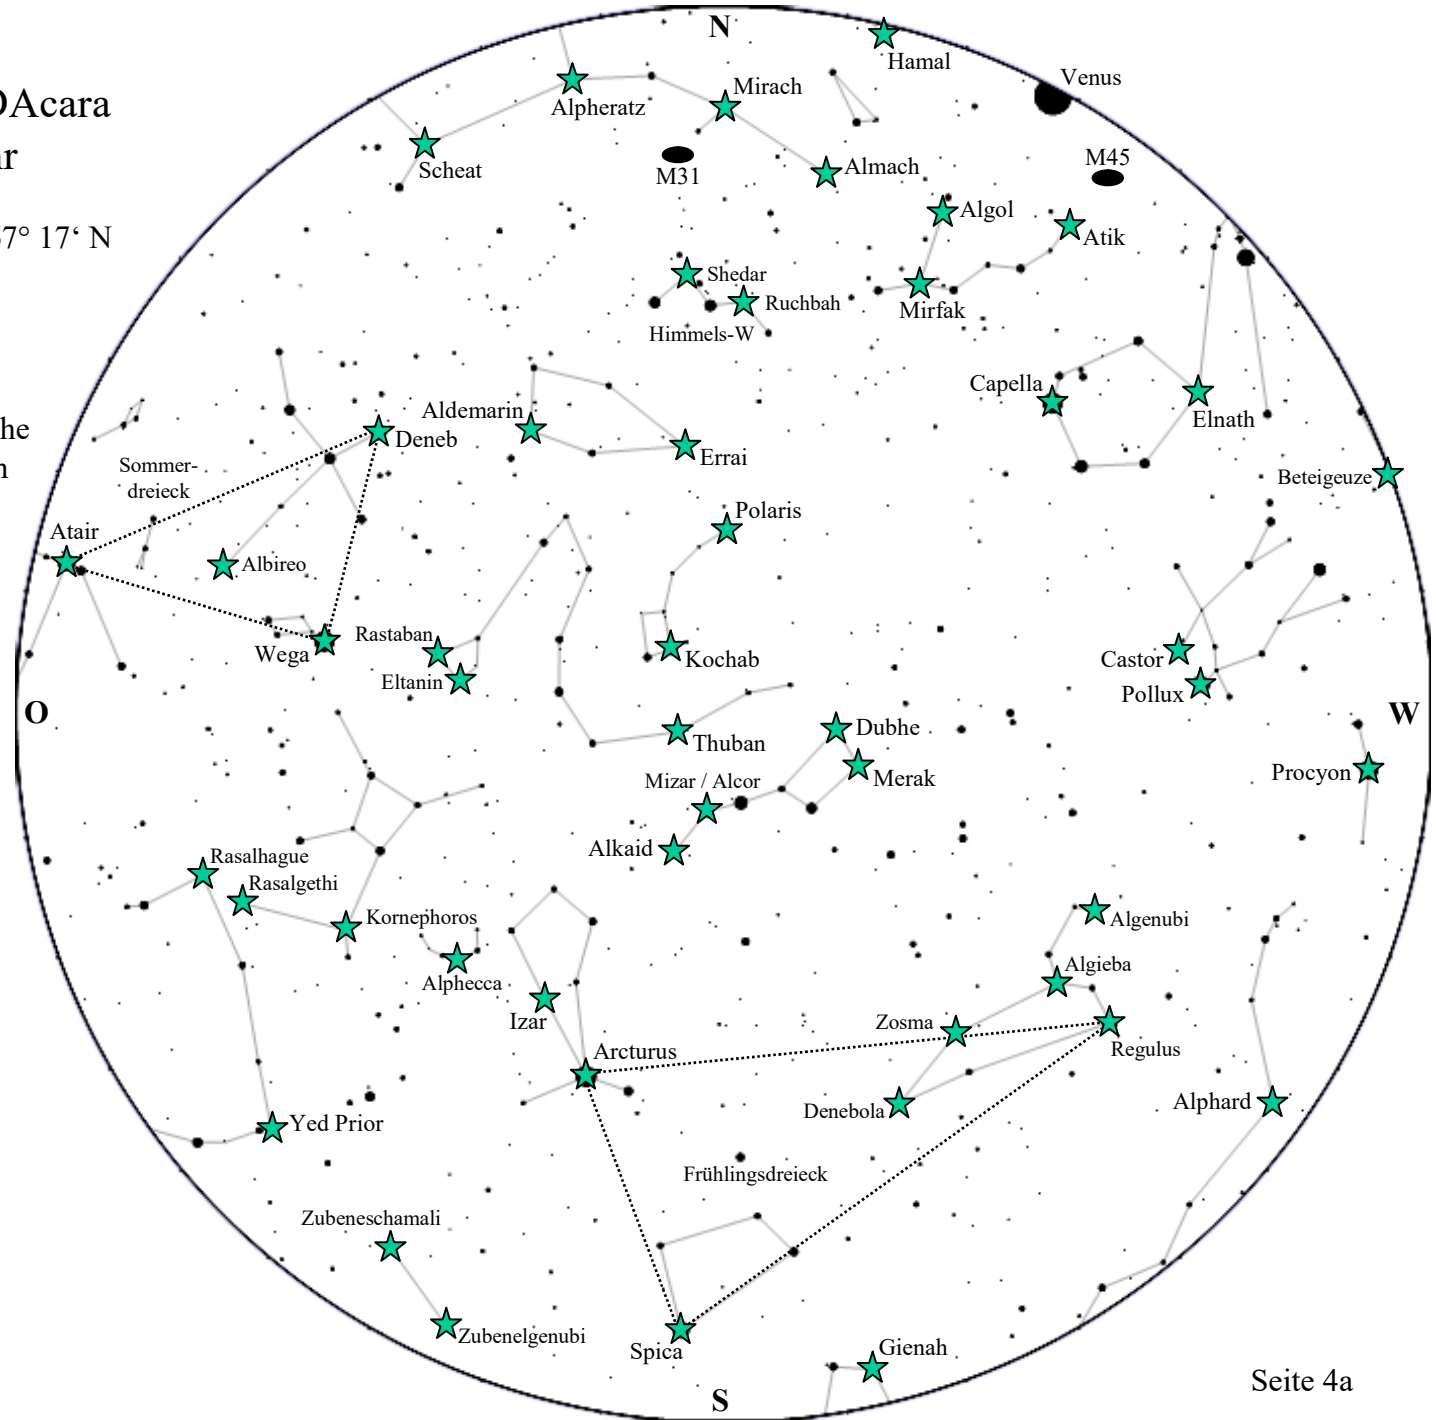 N
Hamal
Venus
DAcara
Alpheratz
Mirach
hr
Scheat
M31
Almach
M45
7° 17‘ N
Algol
Atik
Shedar
Ruchbah
Himmels-W
Mirfak
Capella
Elnath
Aldemarin
Deneb
Errai
he
n
Sommer-
dreieck
Beteigeuze
Atair
Polaris
Albireo
Wega
Rastaban
Eltanin
Kochab
Castor
Pollux
O
W
Thuban
Dubhe
Merak
Mizar / Alcor
Procyon
Alkaid
Rasalhague
Rasalgethi
Kornephoros
Alphecca
Algenubi
Algieba
Izar
Zosma
Regulus
Arcturus
Denebola
Alphard
Yed Prior
Frühlingsdreieck
Zubeneschamali
Zubenelgenubi
Spica
Gienah
Seite 4a
S